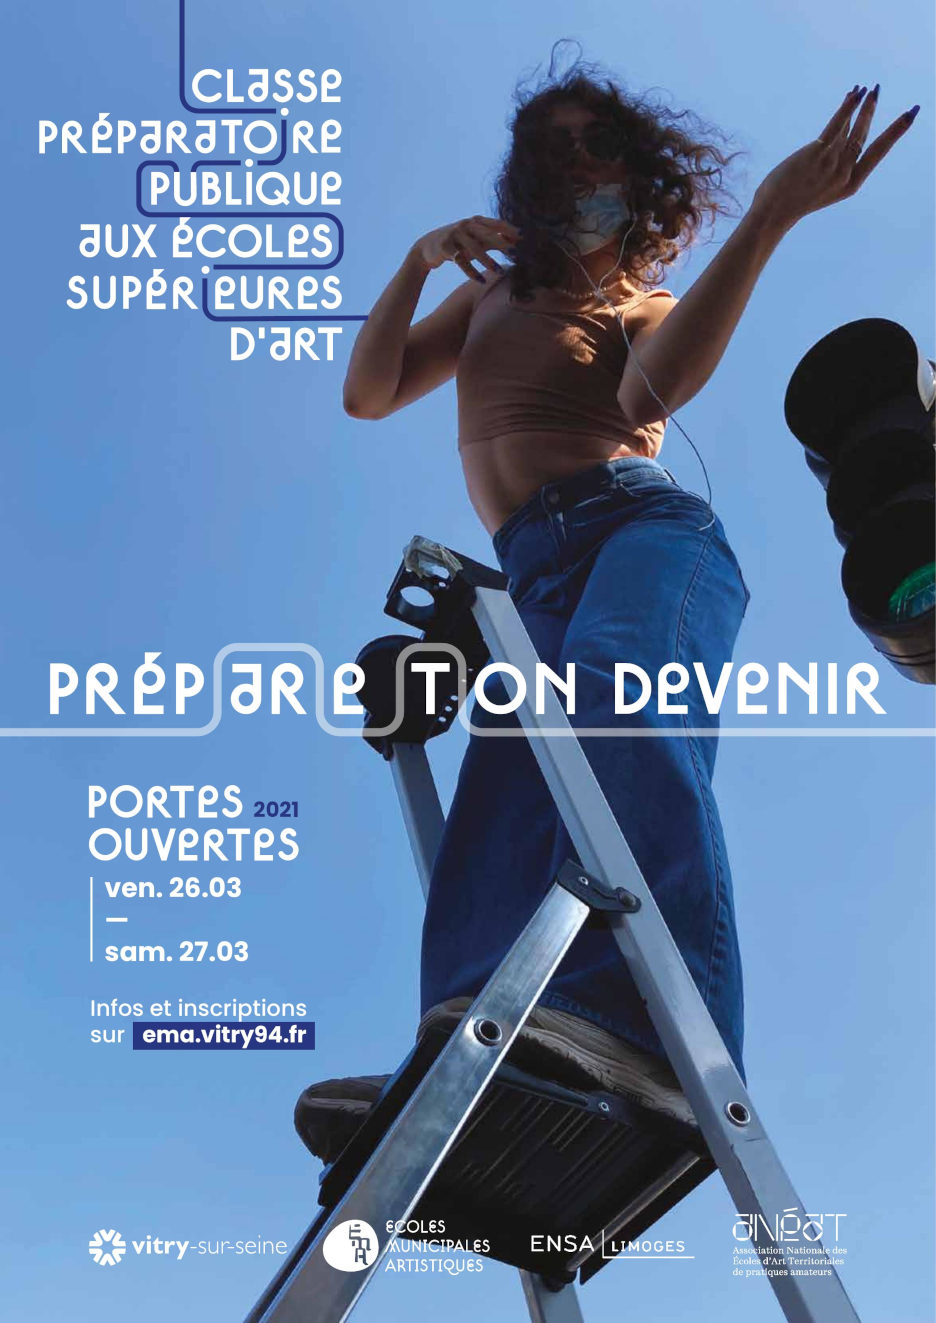 CLASSE
PRÉPARATOIRE
PUBLIQUE
AUX ÉCOLES
SUPÉRIEURES
D'ART
PRÉPARE TON DEVENIR
PORTES 2021
OUVERTES
ven. 26.03
—
sam. 27.03
Infos et inscriptions
sur ema.vitry94.fr
vitry-sur-seine
EMA
ÉCOLES
MUNICIPALES
ARTISTIQUES
ENSA LIMOGES
ANÉAT
Association Nationale des
Écoles d'Art Territoriales
de pratiques amateurs